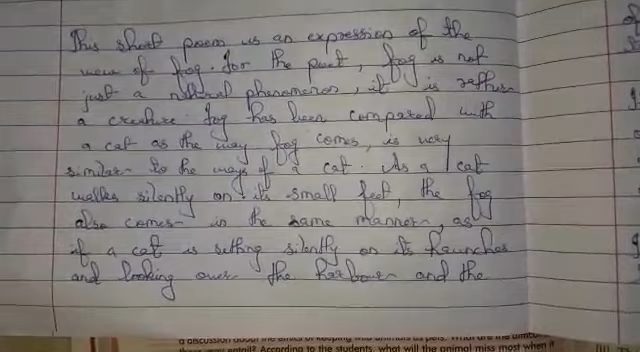 This short poem is an expression of the
view of fog. For the poet, fog is not
just a natural phenomenon, it is rather
a creature. Fog has been compared with
a cat as the way fog comes, is very
similar to the ways of a cat. As a cat
walks silently on its small feet, the fog
also comes in the same manner, as
if a cat is sitting silently on its haunches
and looking over the harbour and the
a discussion about the ethics of keeping wild animals as pets. What are the
entail? According to the students, what will the animal miss most when it